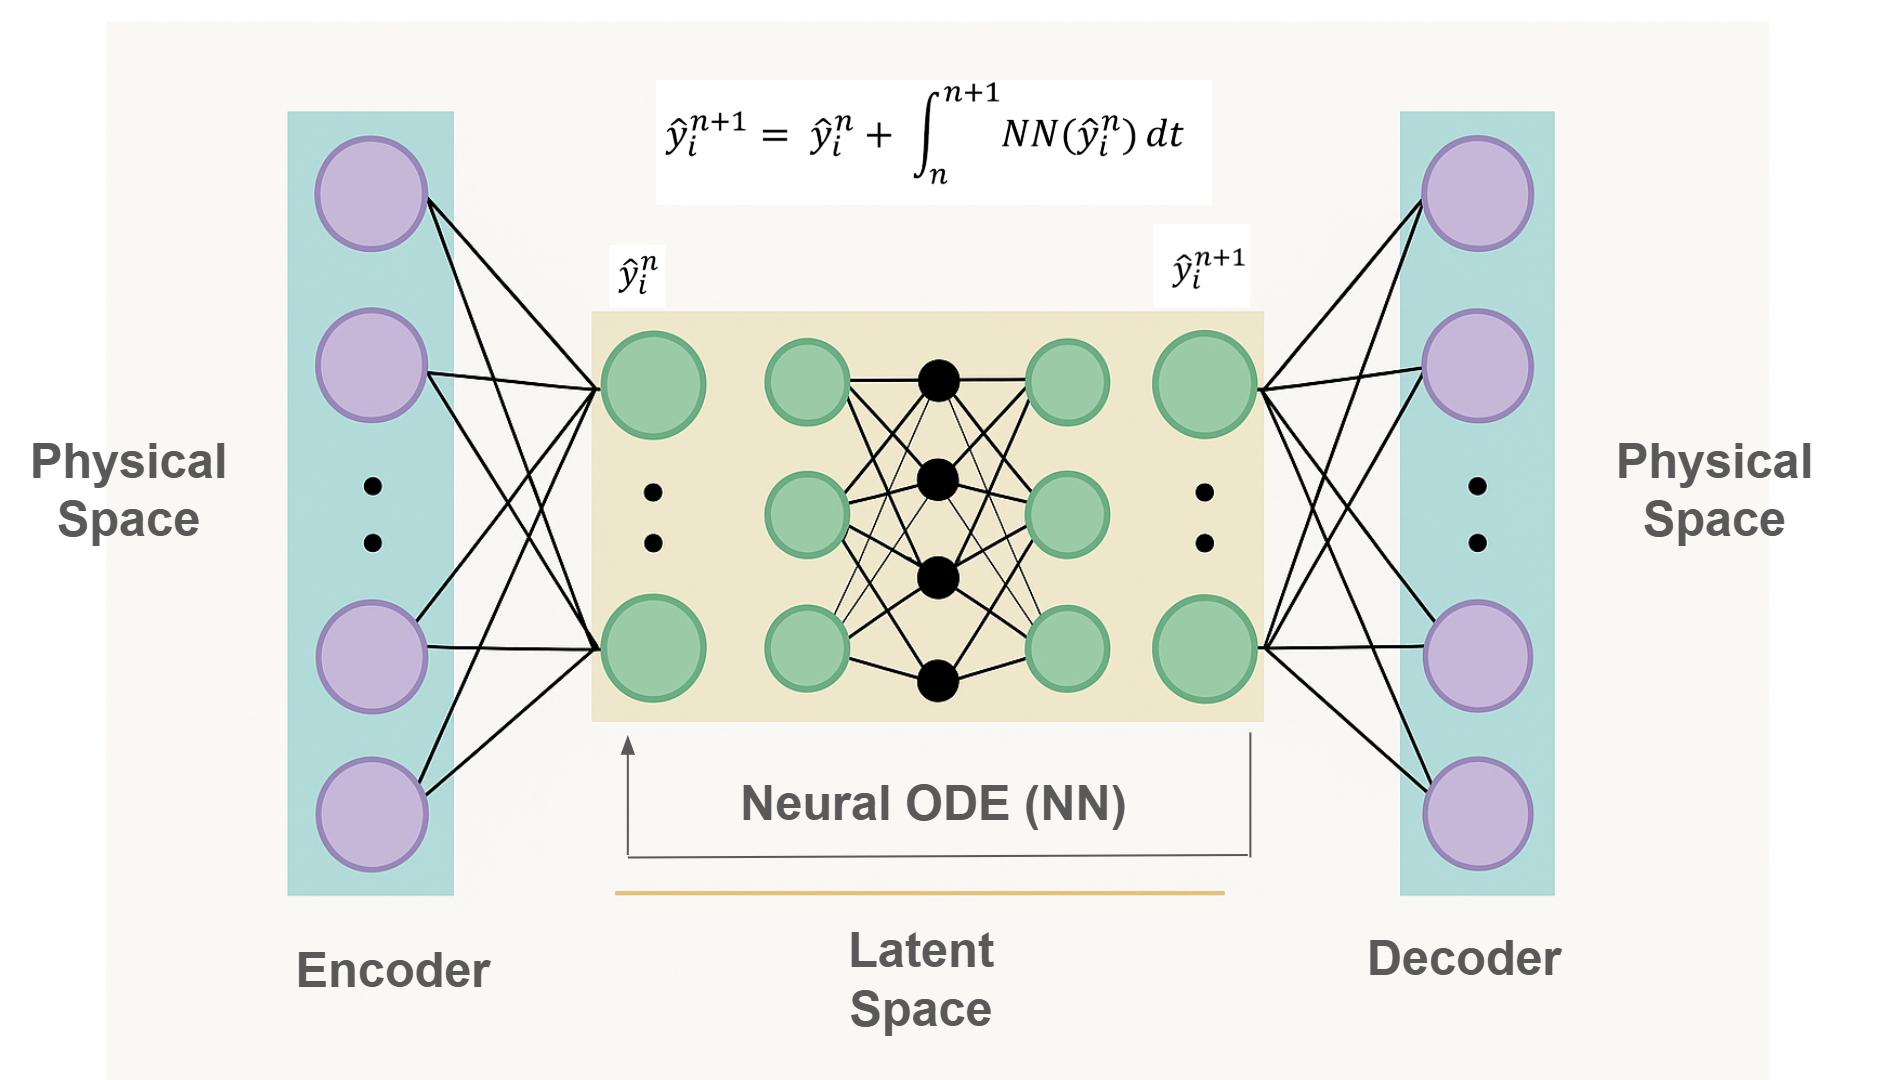 $\hat{y}_i^{n+1} = \hat{y}_i^n + \int_n^{n+1} NN(\hat{y}_i^n) \, dt$
$\hat{y}_i^n$
$\hat{y}_i^{n+1}$
Physical
Space
Physical
Space
Neural ODE (NN)
Encoder
Latent
Space
Decoder